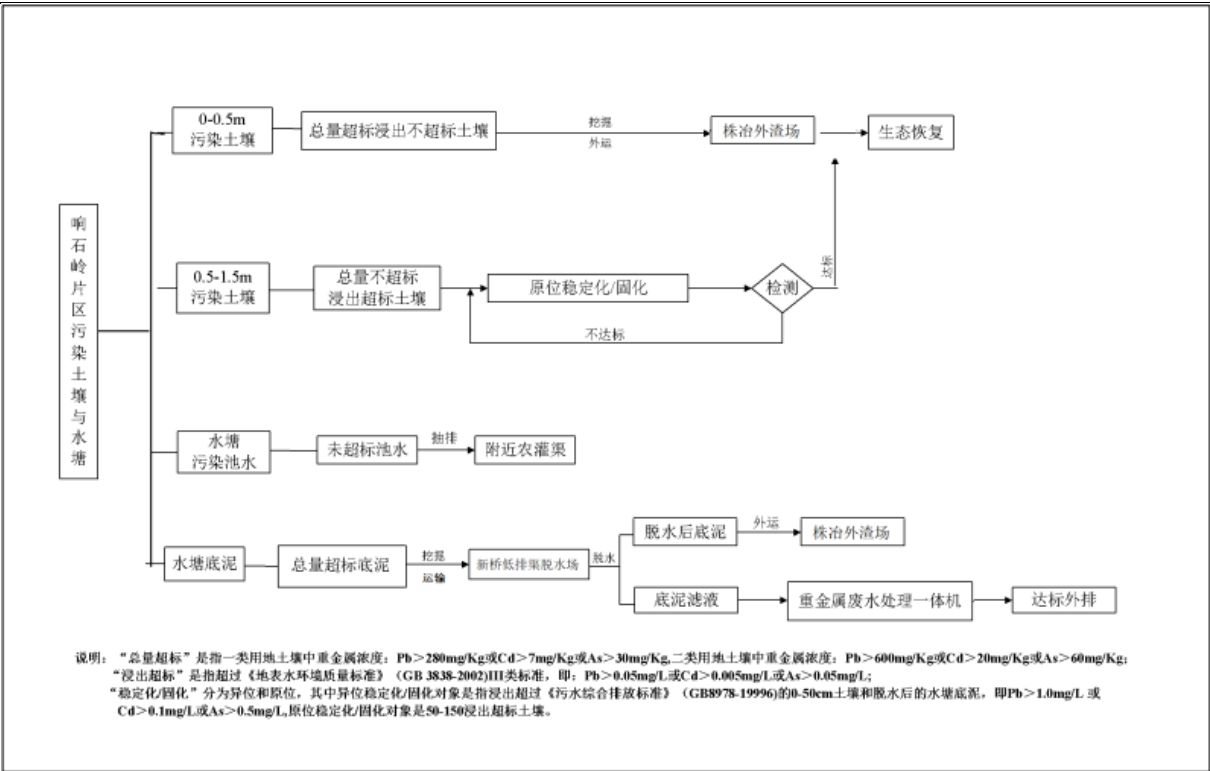 响石岭片区污染土壤与水塘
0-0.5m
污染土壤
总量超标浸出不超标土壤
挖掘
外运
株冶外渣场
生态恢复
0.5-1.5m
污染土壤
总量不超标
浸出超标土壤
原位稳定化/固化
检测
达标
不达标
水塘
污染池水
未超标池水
抽排
附近农灌渠
水塘底泥
总量超标底泥
挖掘
运输
新桥低排渠脱水场
脱水
脱水后底泥
外运
株冶外渣场
底泥滤液
重金属废水处理一体机
达标外排
说明：“总量超标”是指一类用地土壤中重金属浓度：Pb＞280mg/Kg或Cd＞7mg/Kg或As＞30mg/Kg,二类用地土壤中重金属浓度：Pb＞600mg/Kg或Cd＞20mg/Kg或As＞60mg/Kg；
“浸出超标”是指超过《地表水环境质量标准》（GB 3838-2002)III类标准，即：Pb＞0.05mg/L或Cd＞0.005mg/L或As＞0.05mg/L;
“稳定化/固化”分为异位和原位，其中异位稳定化/固化对象是指浸出超过《污水综合排放标准》（GB8978-19996)的0-50cm土壤和脱水后的水塘底泥，即Pb＞1.0mg/L 或
Cd＞0.1mg/L或As＞0.5mg/L,原位稳定化/固化对象是50-150浸出超标土壤。